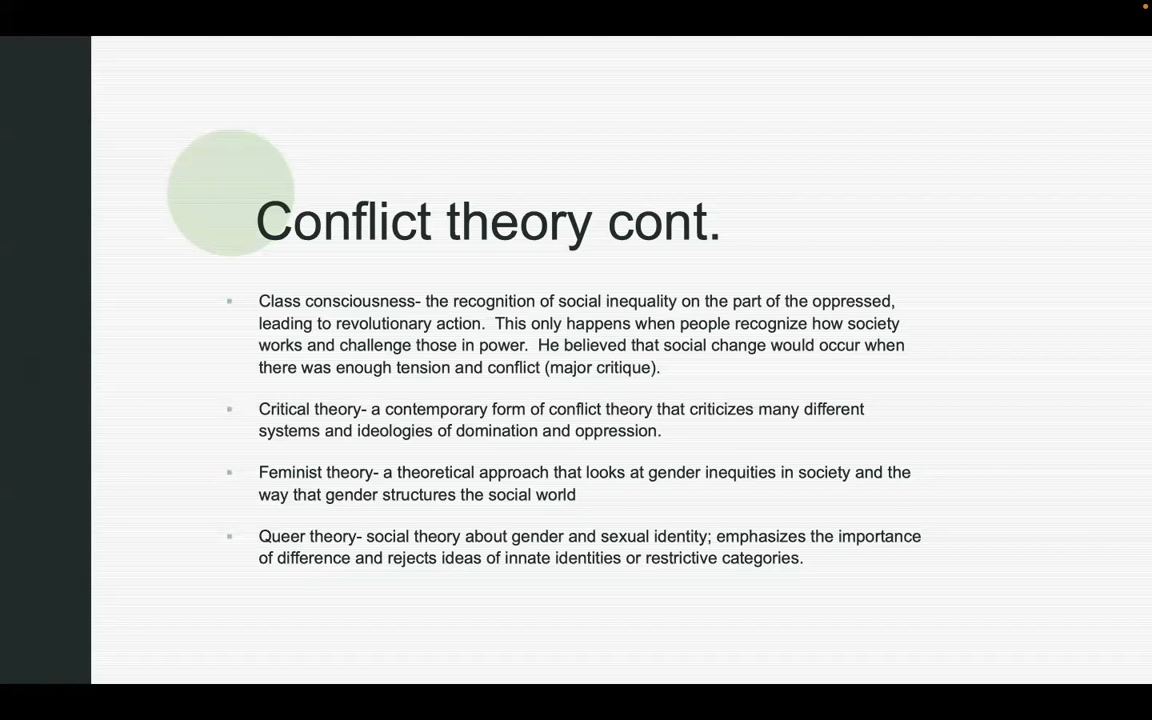 Conflict theory cont.
Class consciousness- the recognition of social inequality on the part of the oppressed,
leading to revolutionary action.  This only happens when people recognize how society
works and challenge those in power.  He believed that social change would occur when
there was enough tension and conflict (major critique).
Critical theory- a contemporary form of conflict theory that criticizes many different
systems and ideologies of domination and oppression.
Feminist theory- a theoretical approach that looks at gender inequities in society and the
way that gender structures the social world
Queer theory- social theory about gender and sexual identity; emphasizes the importance
of difference and rejects ideas of innate identities or restrictive categories.